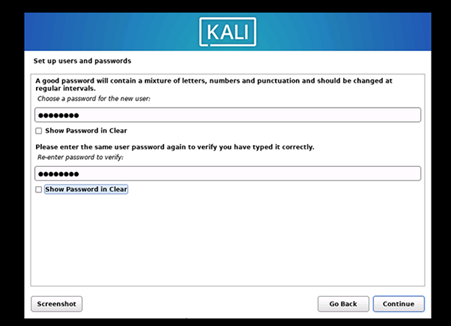 KALI
Set up users and passwords
A good password will contain a mixture of letters, numbers and punctuation and should be changed at
regular intervals.
Choose a password for the new user:
●●●●●●●●
Show Password in Clear
Please enter the same user password again to verify you have typed it correctly.
Re-enter password to verify:
●●●●●●●●
Show Password in Clear
Screenshot
Go Back
Continue